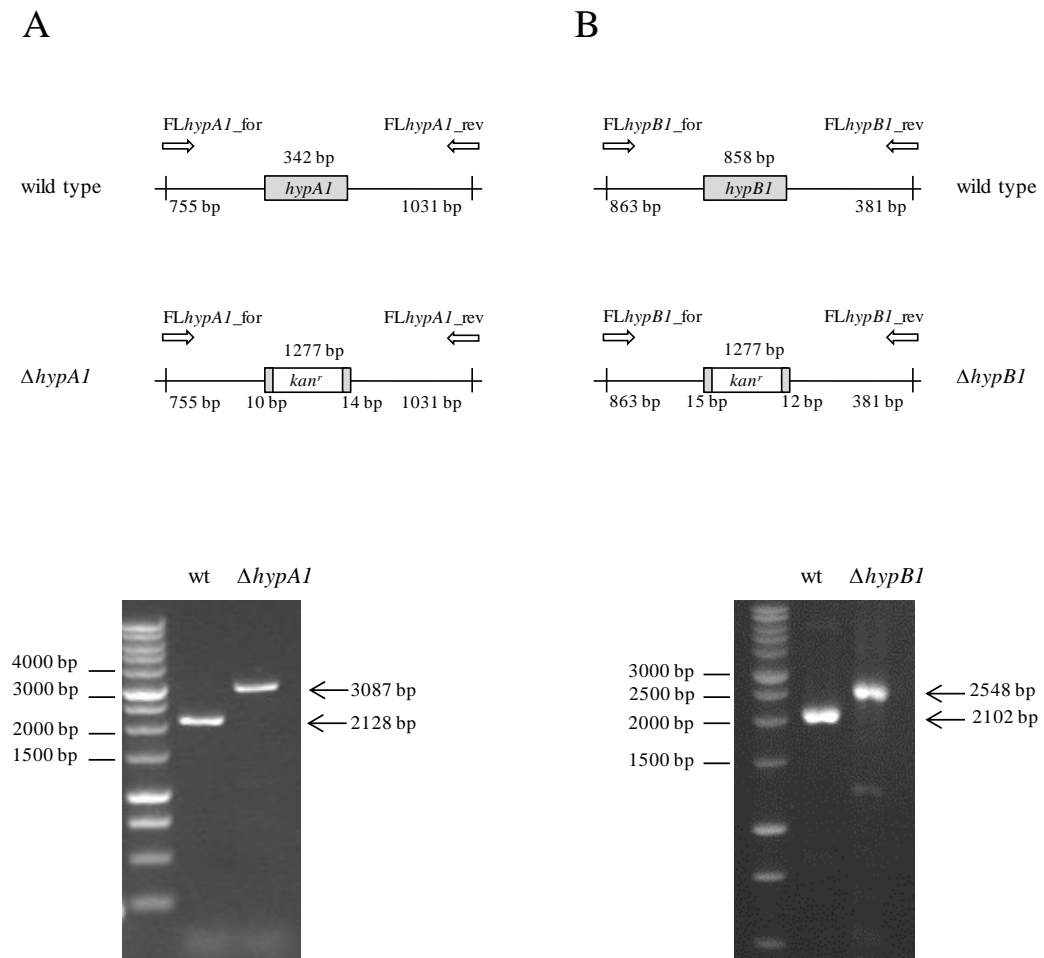 A
B
FLhypA1_for
FLhypA1_rev
342 bp
wild type
hypA1
755 bp
1031 bp
FLhypB1_for
FLhypB1_rev
858 bp
hypB1
wild type
863 bp
381 bp
FLhypA1_for
FLhypA1_rev
1277 bp
ΔhypA1
kanʳ
755 bp
10 bp
14 bp
1031 bp
FLhypB1_for
FLhypB1_rev
1277 bp
kanʳ
ΔhypB1
863 bp
15 bp
12 bp
381 bp
wt ΔhypA1
4000 bp
3000 bp
2000 bp
1500 bp
3087 bp
2128 bp
wt ΔhypB1
3000 bp
2500 bp
2000 bp
1500 bp
2548 bp
2102 bp